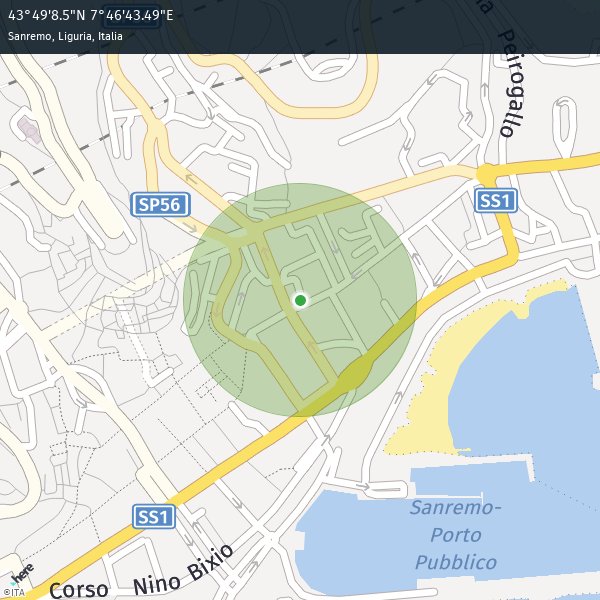 43°49'8.5"N 7°46'43.49"E
Sanremo, Liguria, Italia
Peirogallo
SP56
SS1
SS1
Sanremo-
Porto
Pubblico
Corso Nino Bixio
here
©ITA